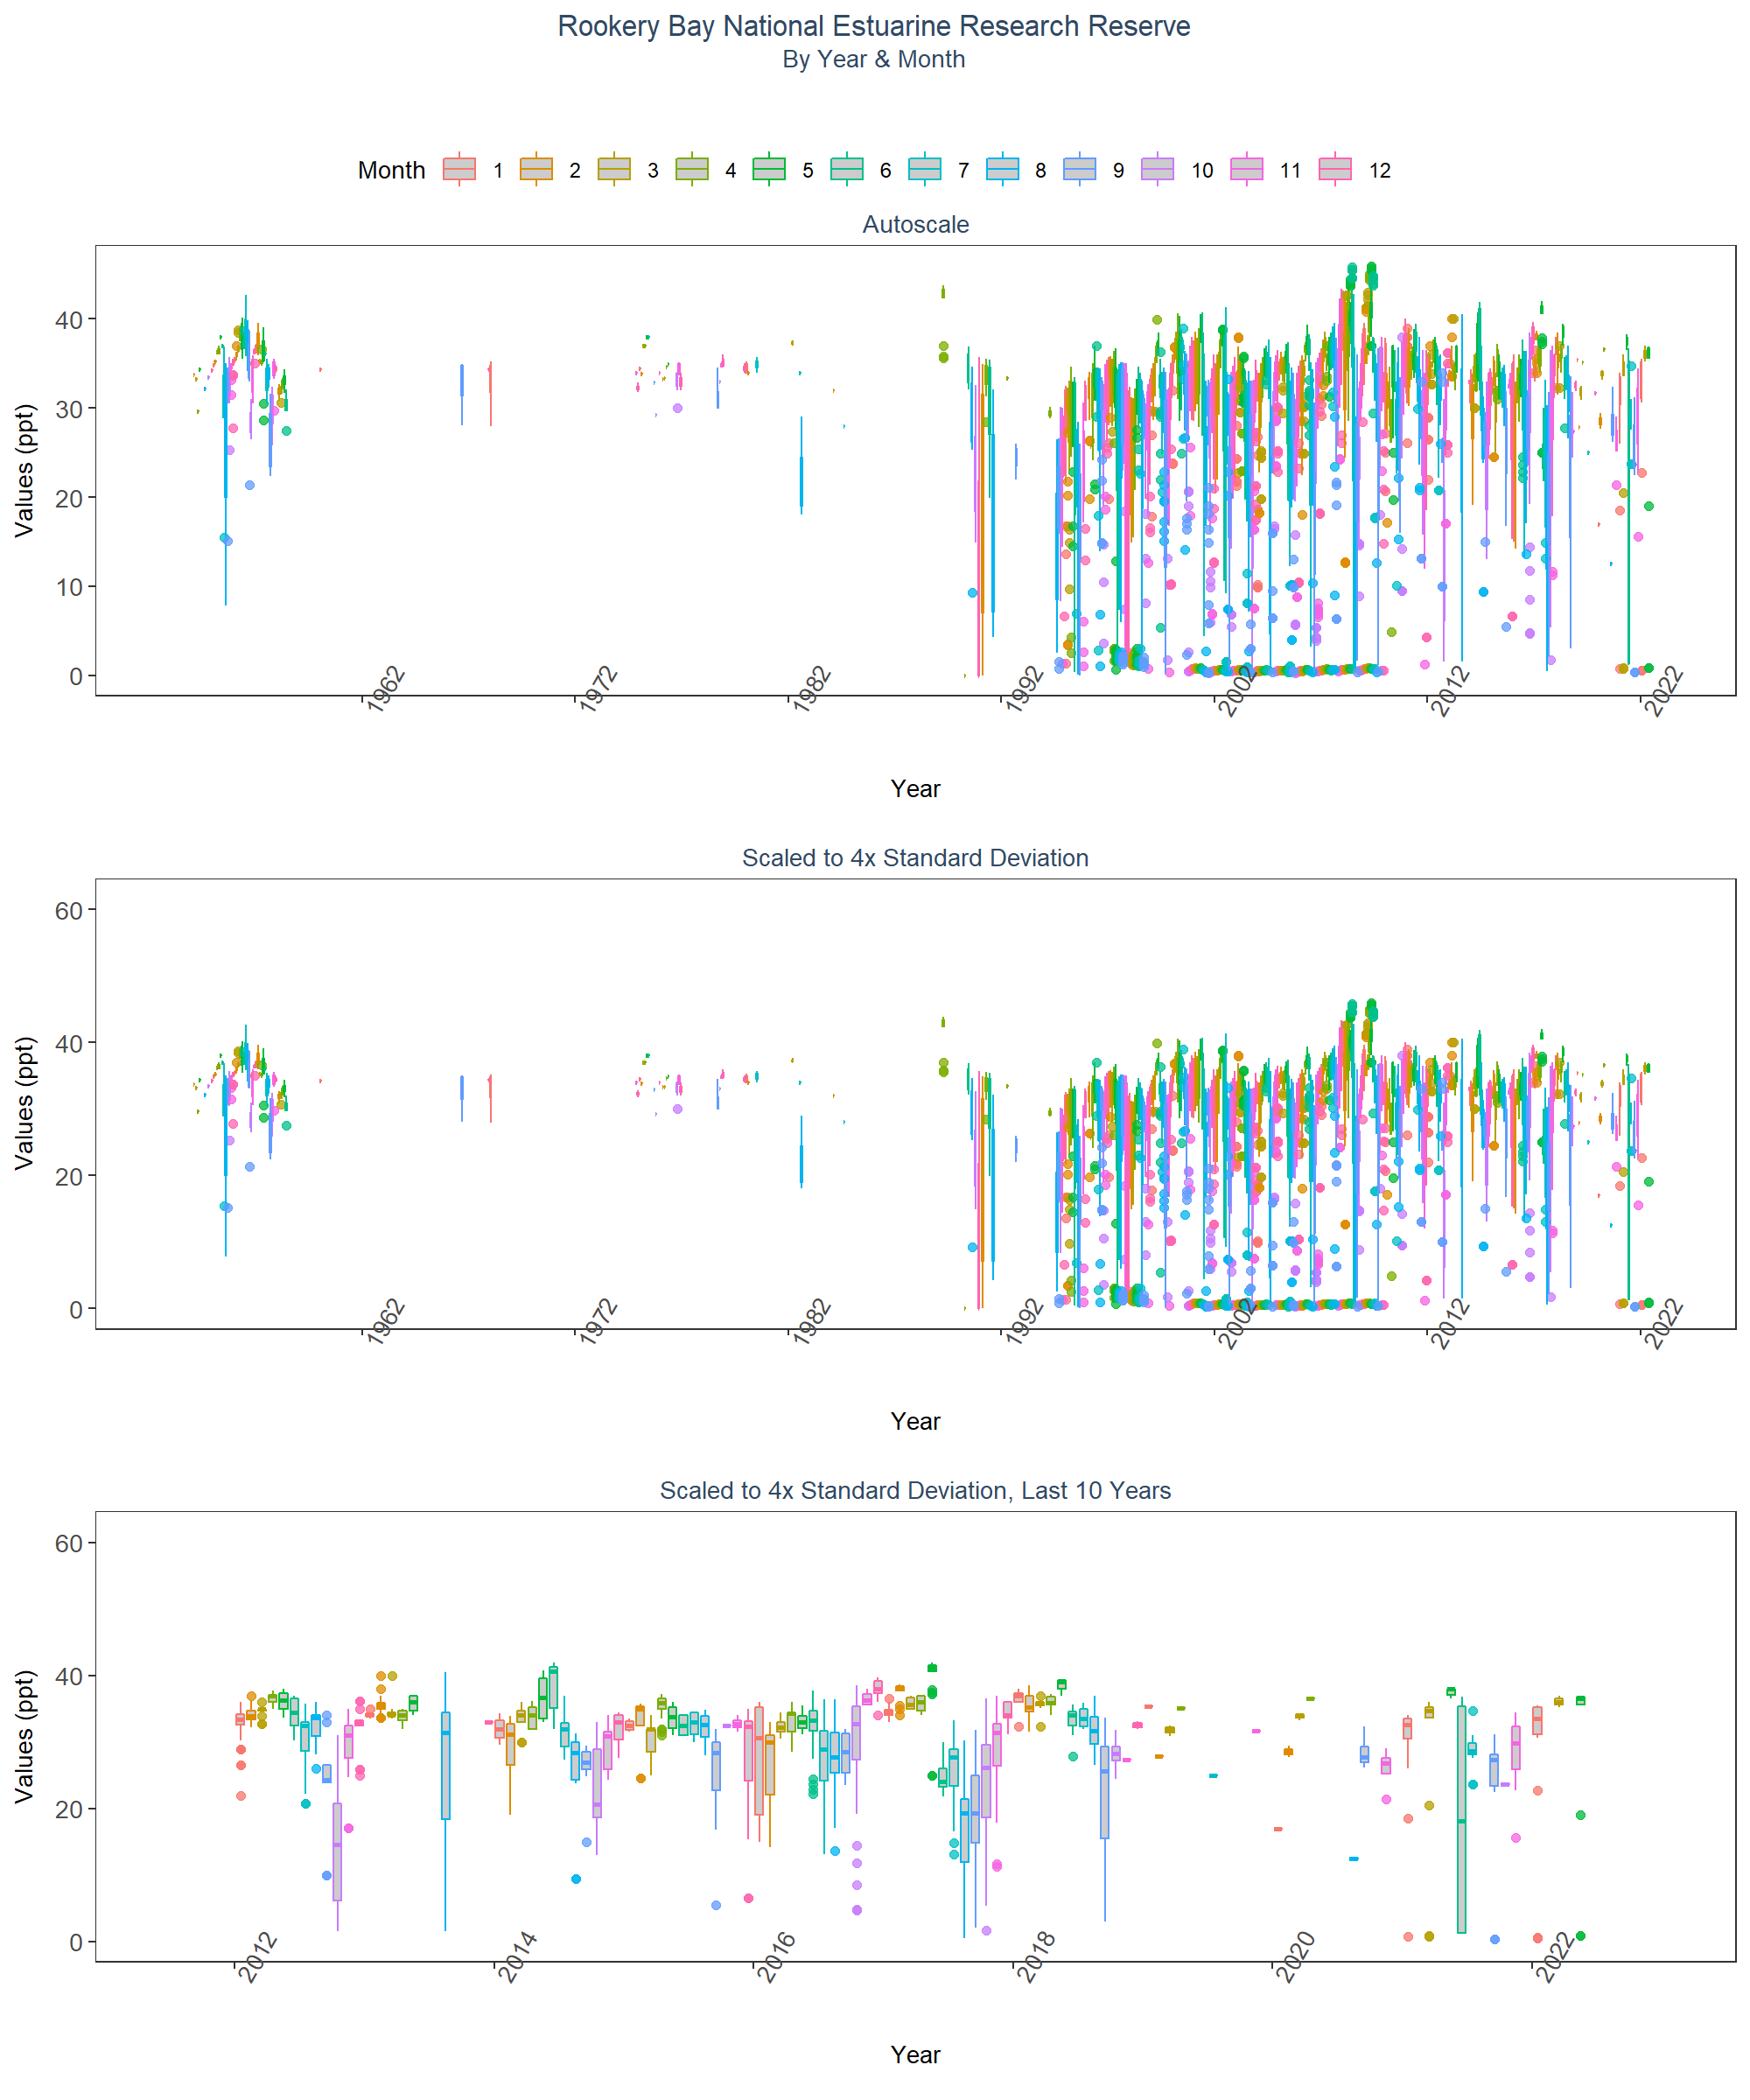 Rookery Bay National Estuarine Research Reserve
By Year & Month
Month 1 2 3 4 5 6 7 8 9 10 11 12
Autoscale
Values (ppt)
40
30
20
10
0
1962 1972 1982 1992 2002 2012 2022
Year
Scaled to 4x Standard Deviation
Values (ppt)
60
40
20
0
1962 1972 1982 1992 2002 2012 2022
Year
Scaled to 4x Standard Deviation, Last 10 Years
Values (ppt)
60
40
20
0
2012 2014 2016 2018 2020 2022
Year